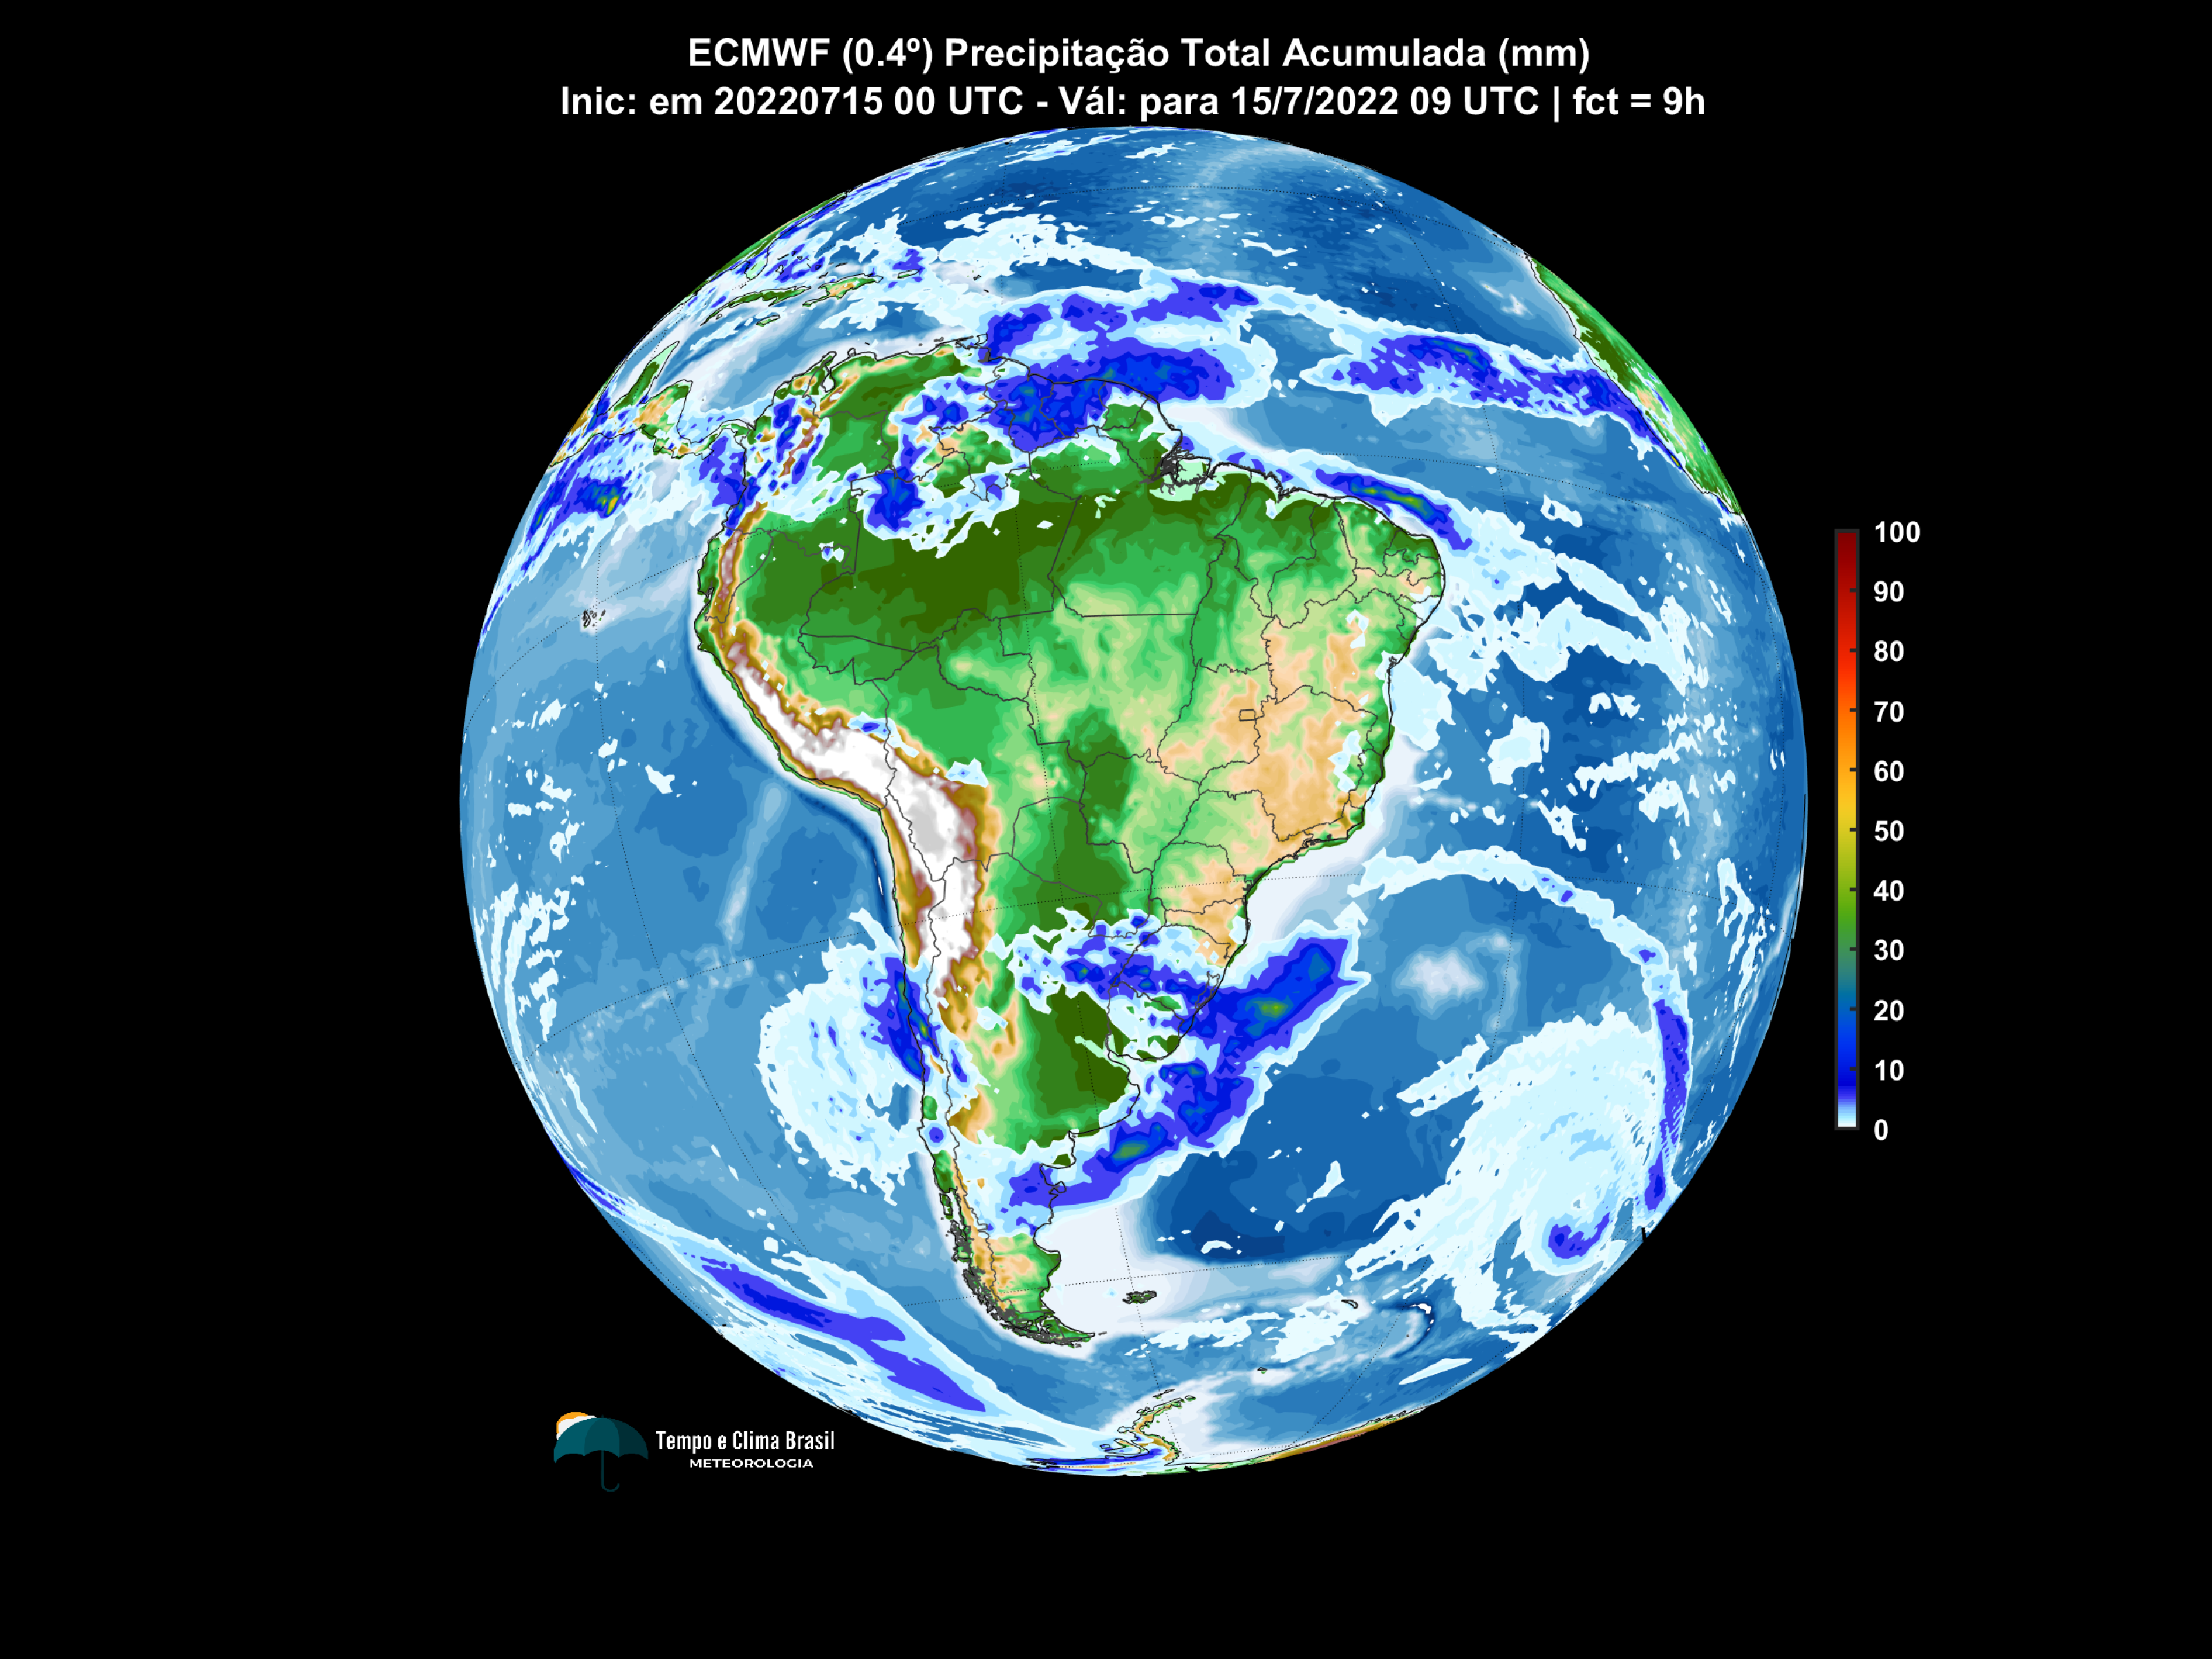 ECMWF (0.4º) Precipitação Total Acumulada (mm)
Inic: em 20220715 00 UTC - Vál: para 15/7/2022 09 UTC | fct = 9h
100
90
80
70
60
50
40
30
20
10
0
Tempo e Clima Brasil
METEOROLOGIA